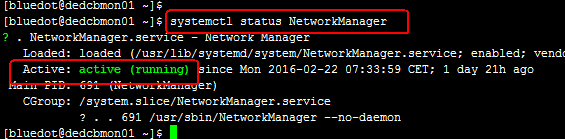 [bluedot@dedcbmon01 ~]$
[bluedot@dedcbmon01 ~]$ systemctl status NetworkManager
? . NetworkManager.service - Network Manager
Loaded: loaded (/usr/lib/systemd/system/NetworkManager.service; enabled; vendo
Active: active (running) since Mon 2016-02-22 07:33:59 CET; 1 day 21h ago
Main PID: 691 (NetworkManager)
CGroup: /system.slice/NetworkManager.service
? . . 691 /usr/sbin/NetworkManager --no-daemon
[bluedot@dedcbmon01 ~]$